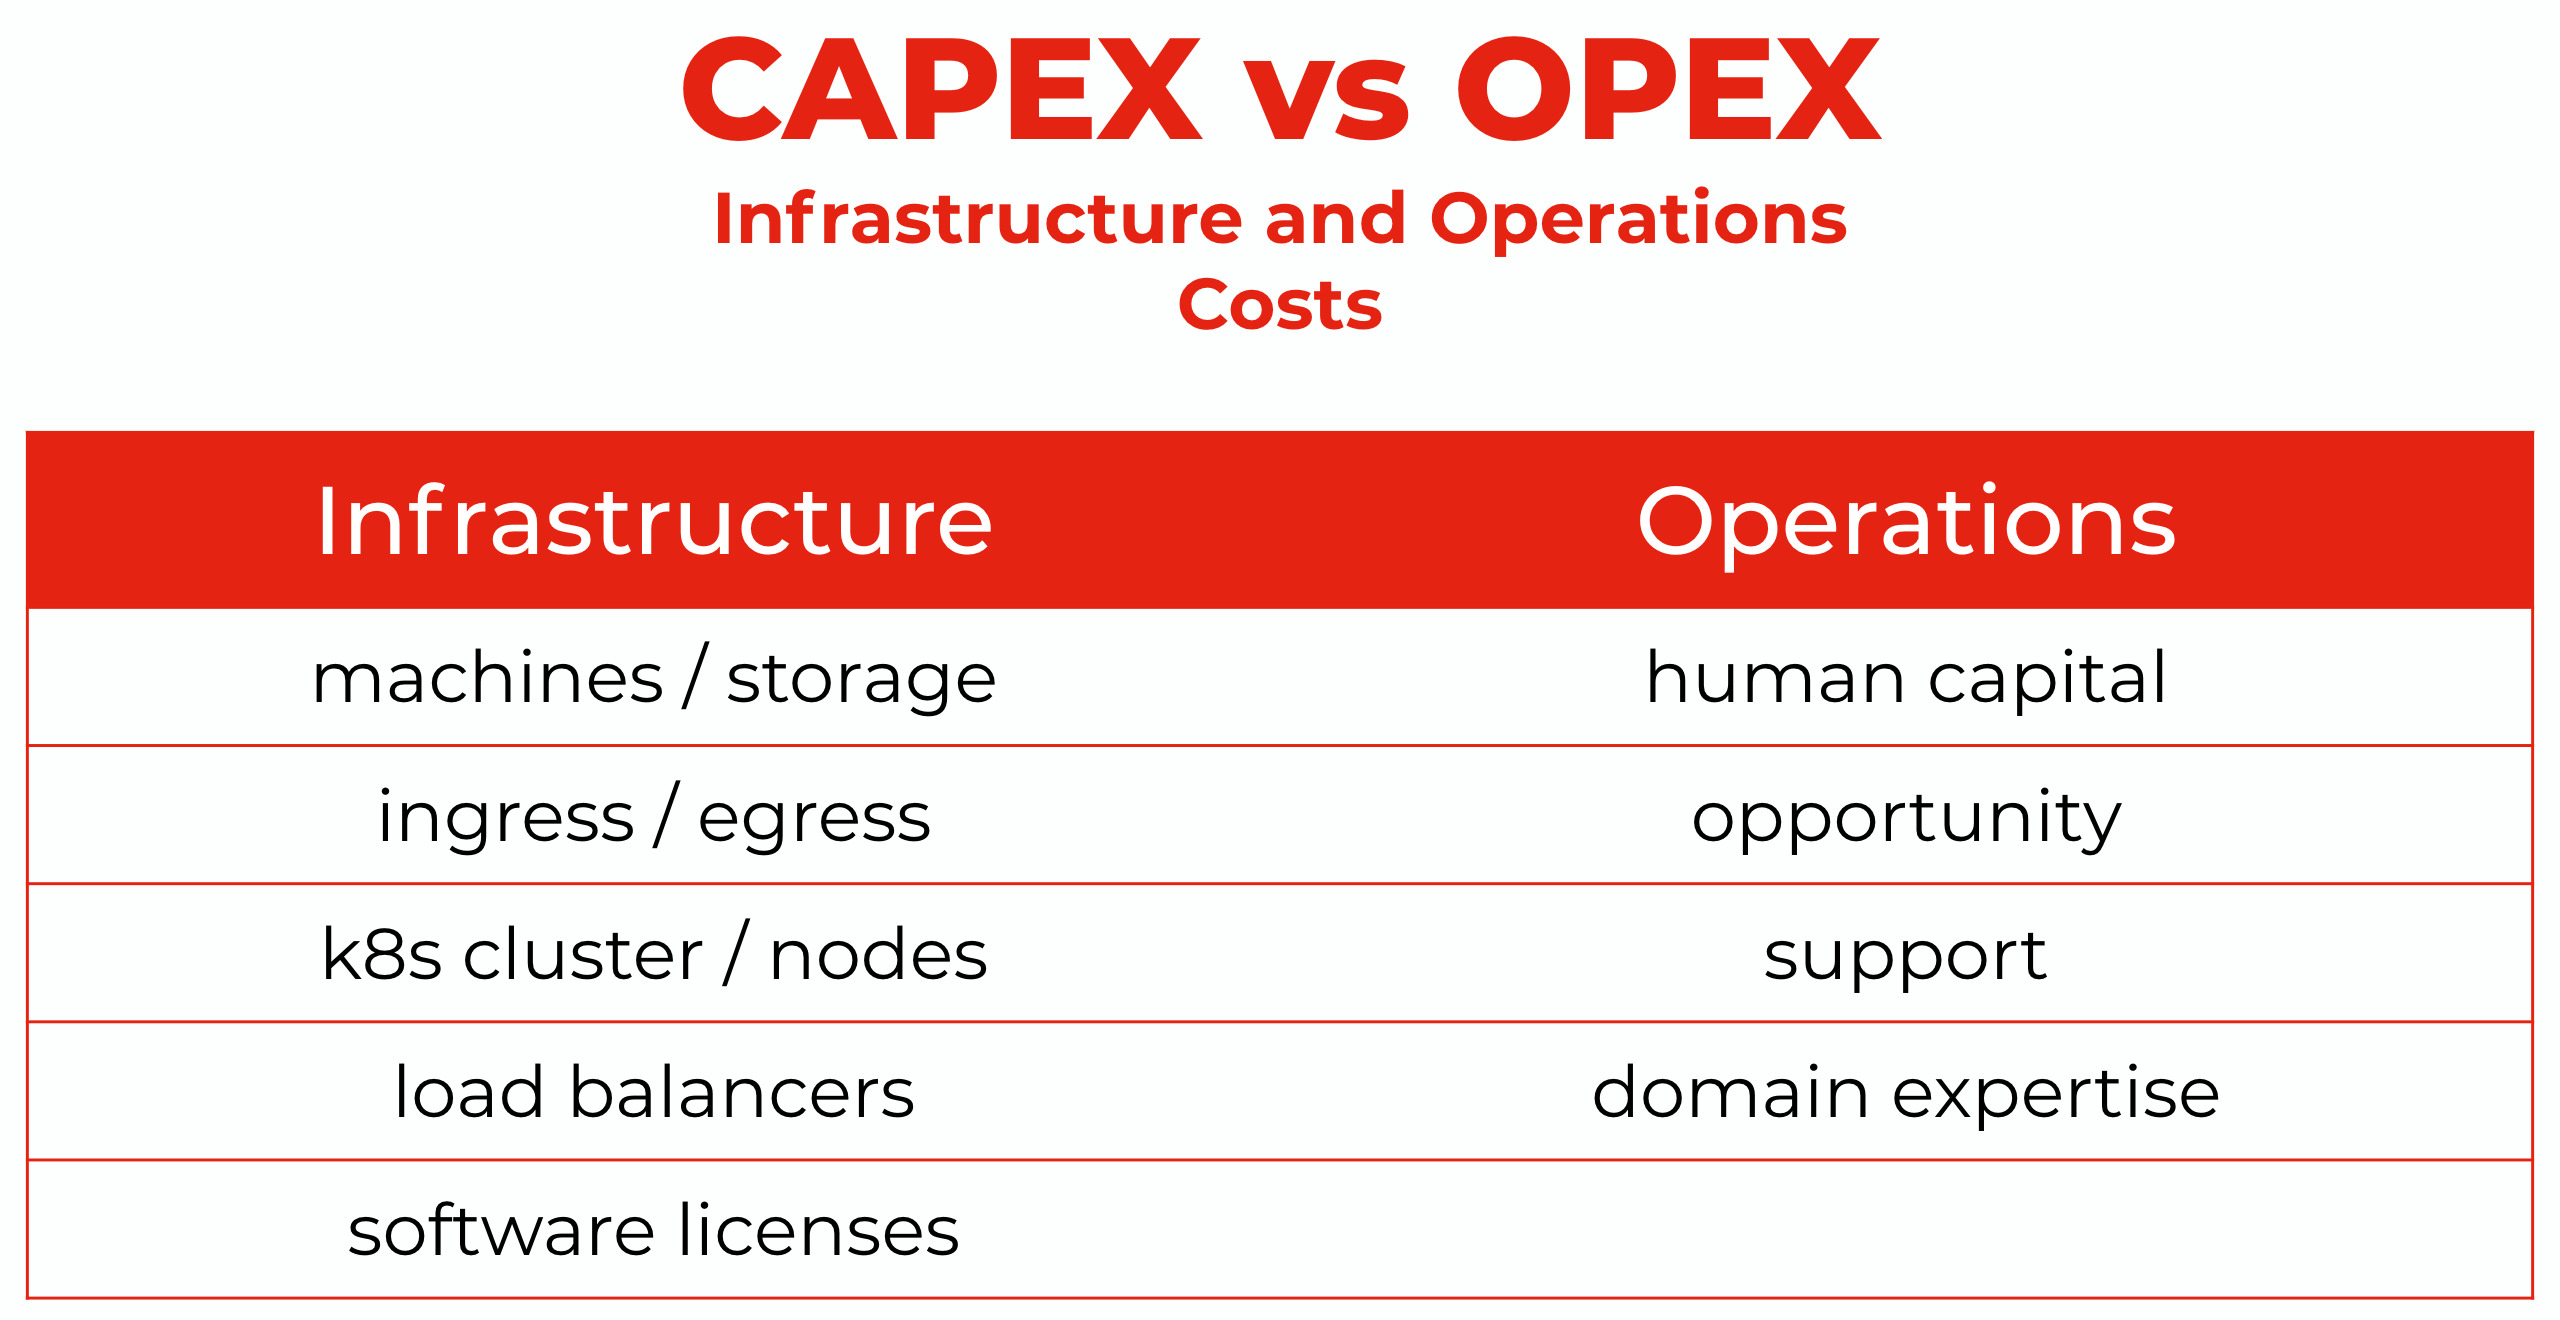 CAPEX vs OPEX
Infrastructure and Operations
Costs
Infrastructure Operations
machines / storage human capital
ingress / egress opportunity
k8s cluster / nodes support
load balancers domain expertise
software licenses